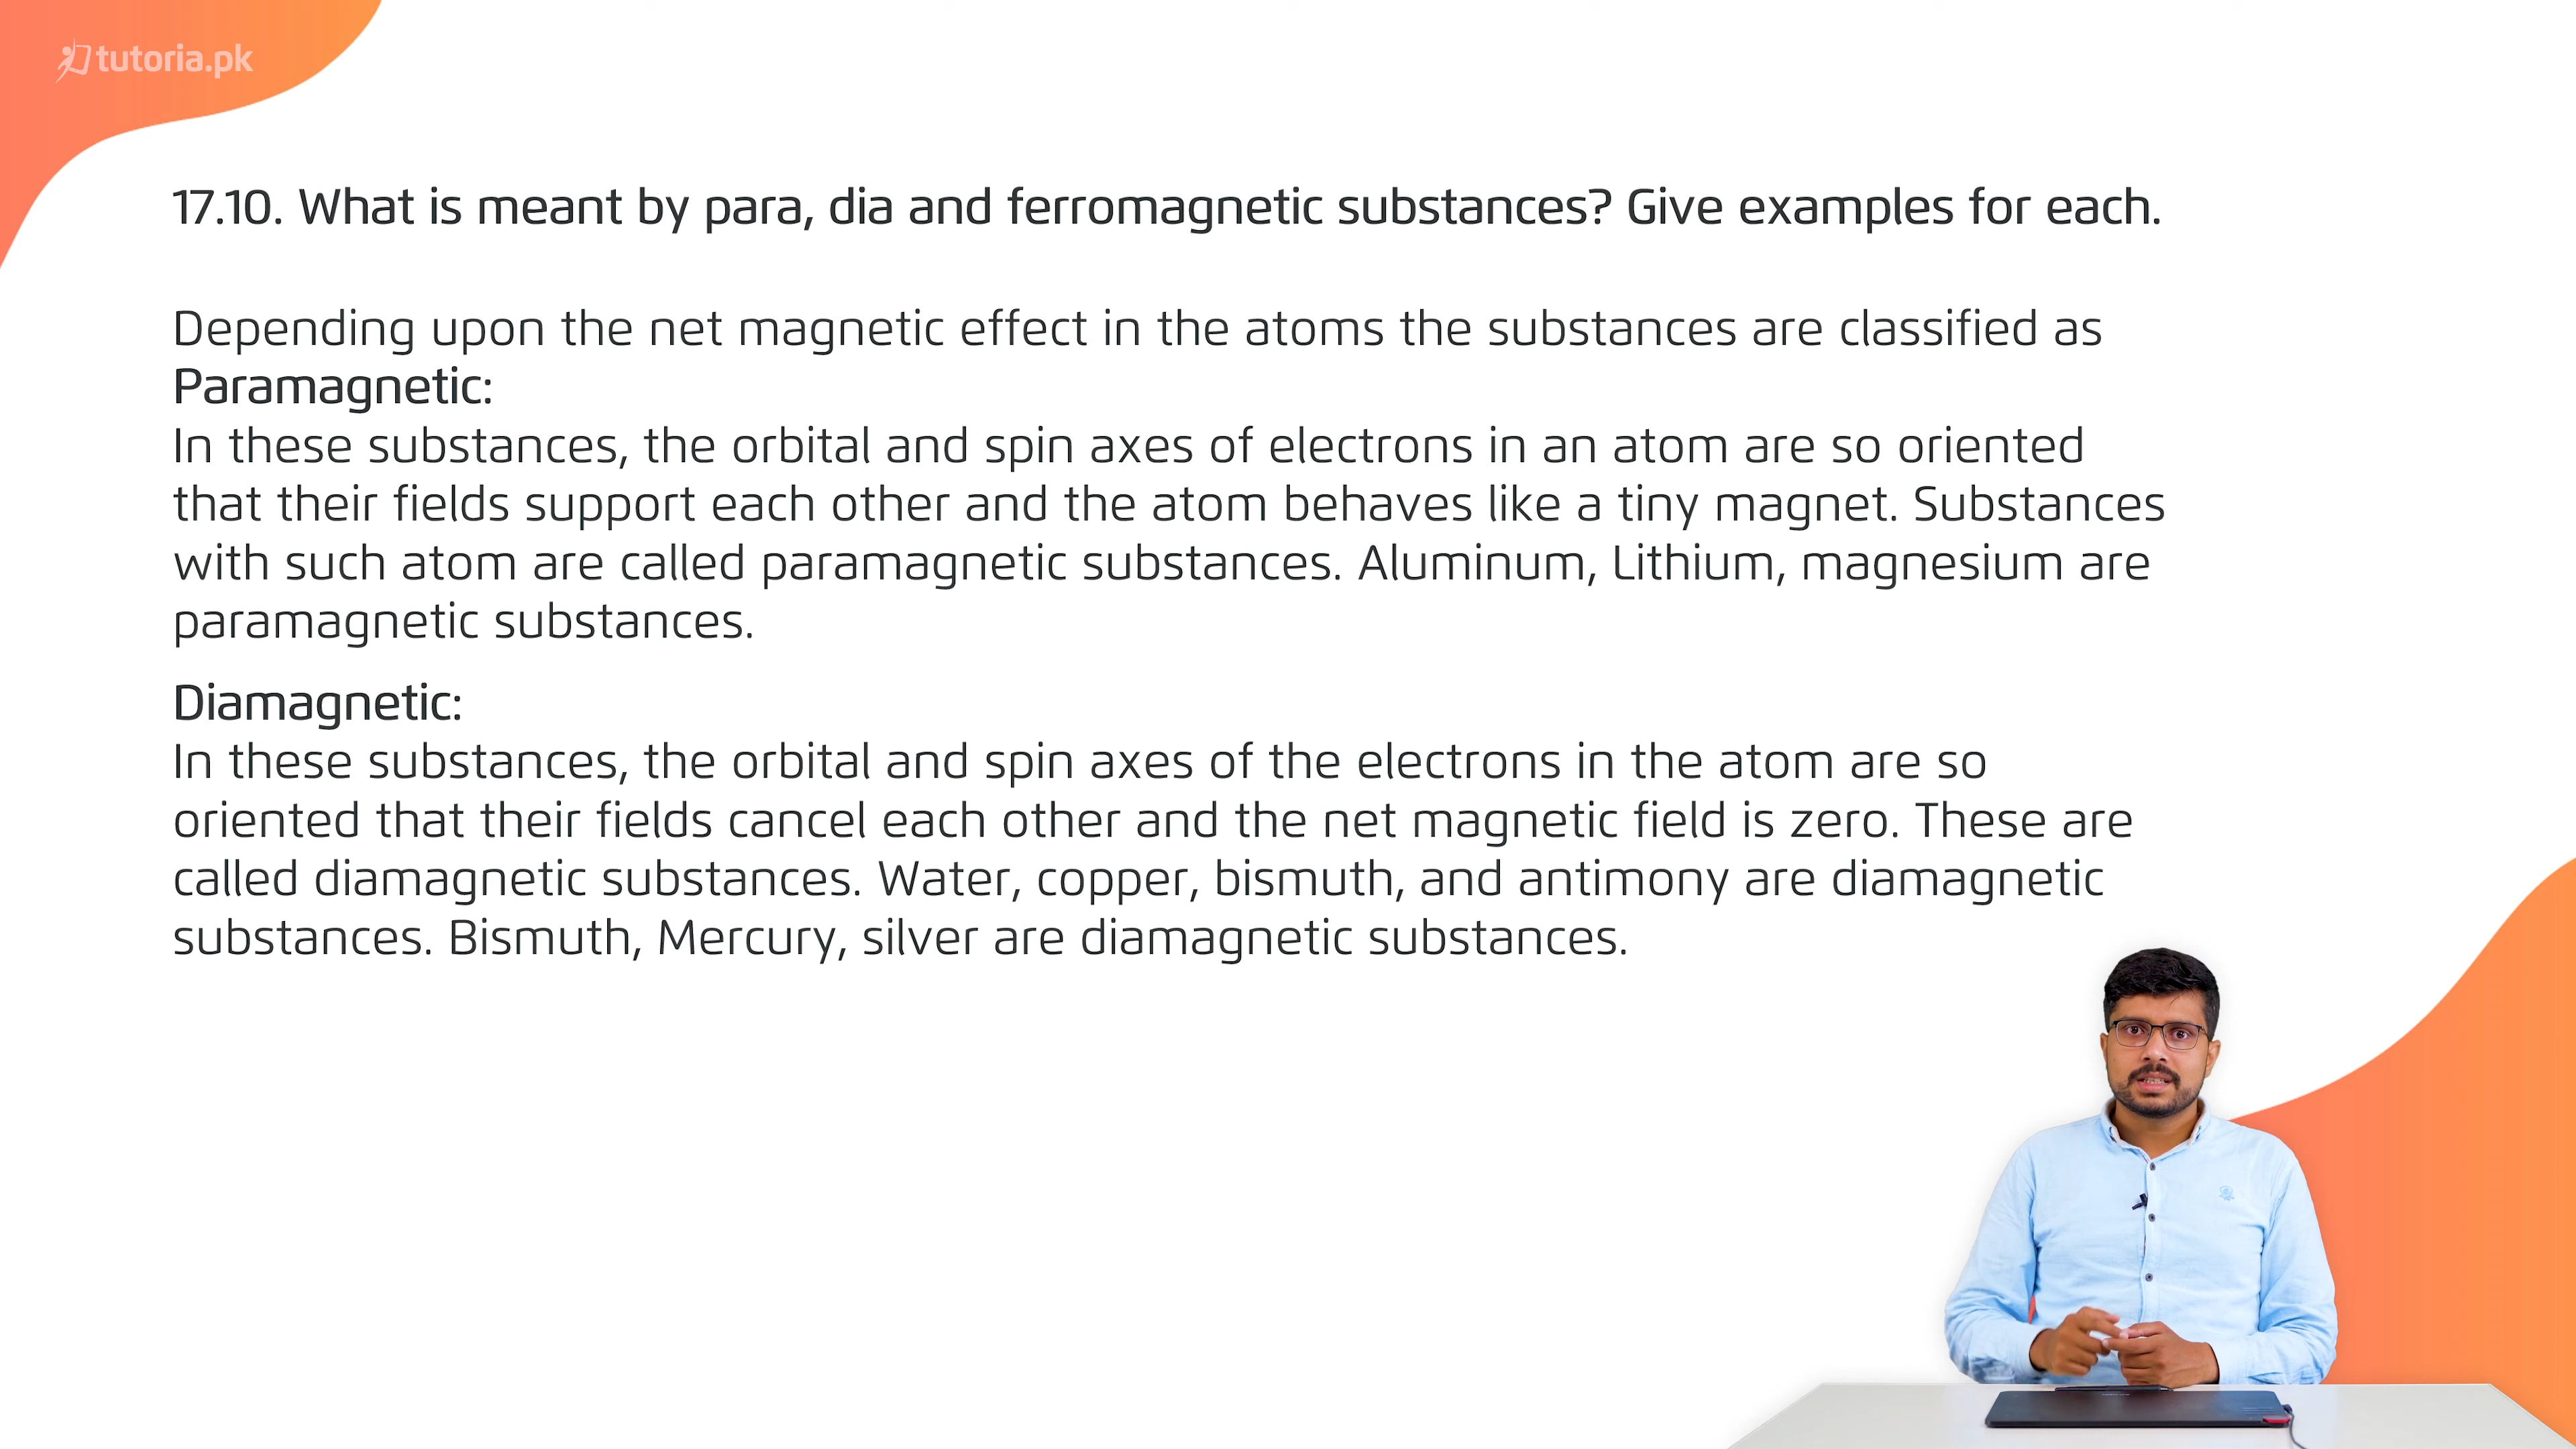 tutoria.pk
17.10. What is meant by para, dia and ferromagnetic substances? Give examples for each.
Depending upon the net magnetic effect in the atoms the substances are classified as
Paramagnetic:
In these substances, the orbital and spin axes of electrons in an atom are so oriented
that their fields support each other and the atom behaves like a tiny magnet. Substances
with such atom are called paramagnetic substances. Aluminum, Lithium, magnesium are
paramagnetic substances.
Diamagnetic:
In these substances, the orbital and spin axes of the electrons in the atom are so
oriented that their fields cancel each other and the net magnetic field is zero. These are
called diamagnetic substances. Water, copper, bismuth, and antimony are diamagnetic
substances. Bismuth, Mercury, silver are diamagnetic substances.